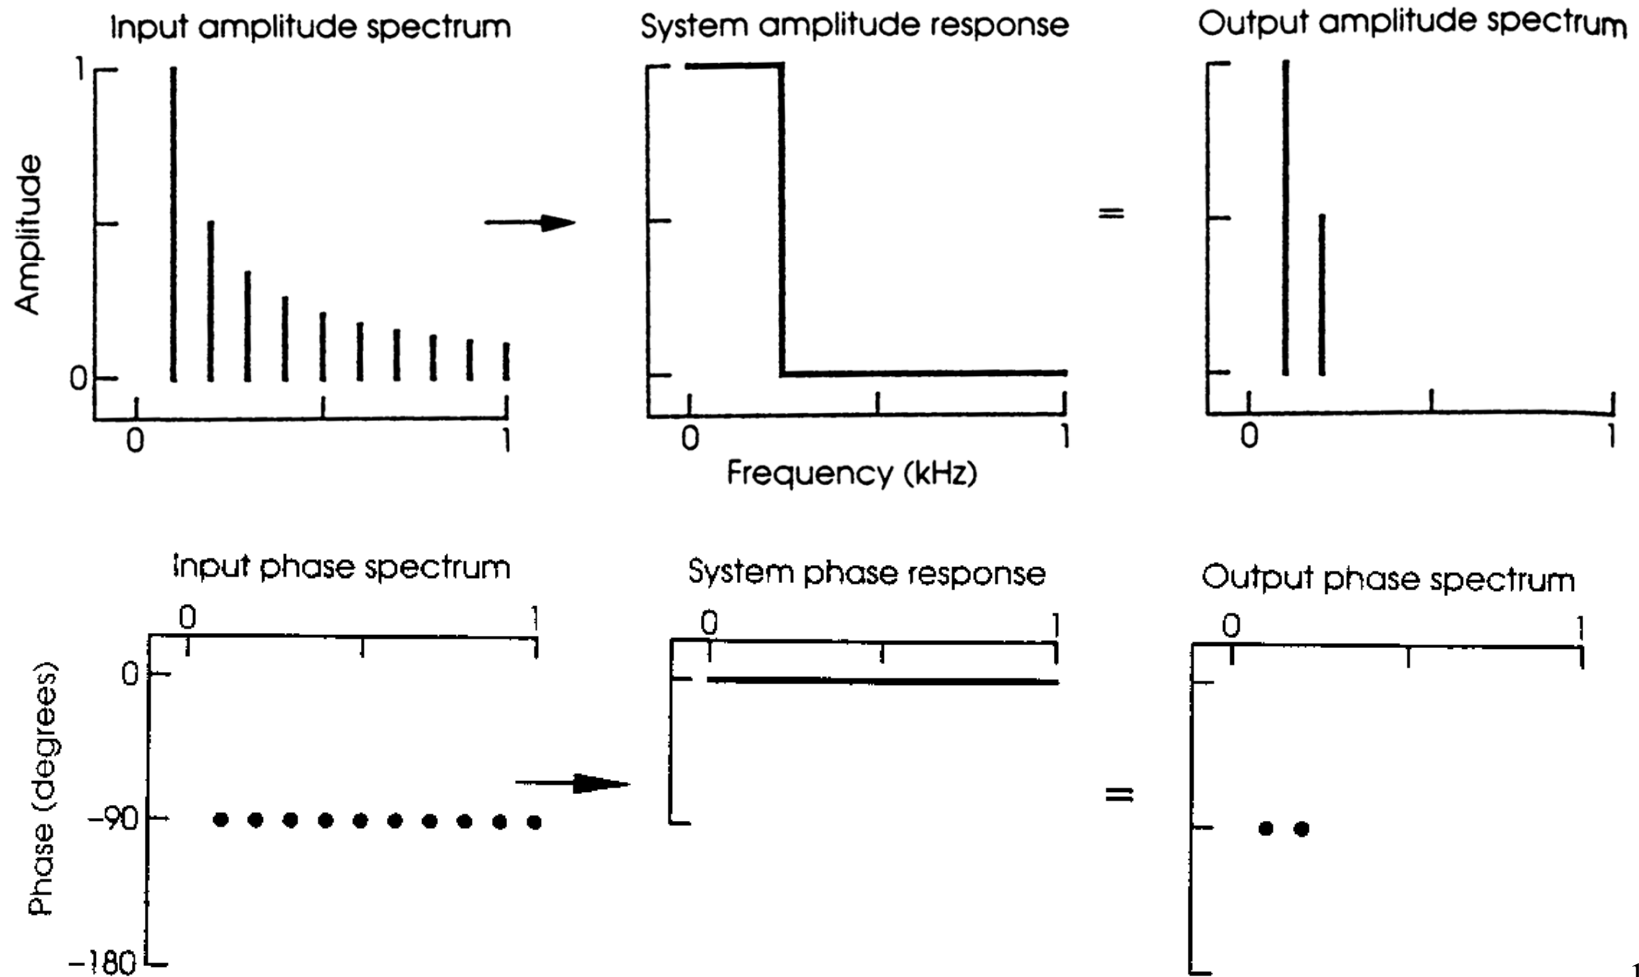 Input amplitude spectrum
System amplitude response
Output amplitude spectrum
1
Amplitude
0
=
0 1
0 1
0 1
Frequency (kHz)
Input phase spectrum
System phase response
Output phase spectrum
0 1
0 1
0 1
0
Phase (degrees)
-90
=
-180
1